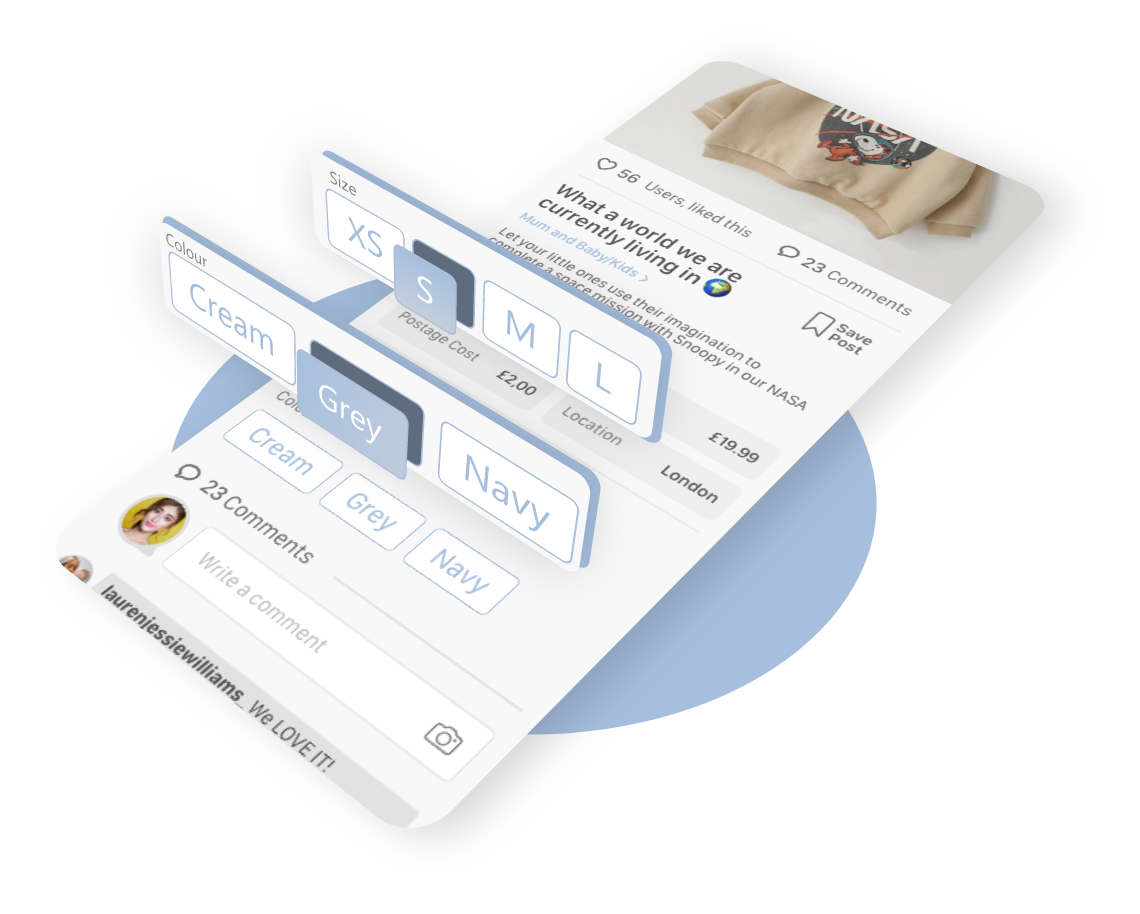 NASA
56 Users, liked this
23 Comments
What a world we are
currently living in
Mum and Baby/Kids >
Save
Post
Let your little ones use their imagination to
complete a space mission with Snoopy in our NASA
£19.99
Postage Cost
£2,00
Location
London
Size
XS
S
M
L
Colour
Cream
Grey
Navy
Cream
Grey
Navy
23 Comments
Write a comment
laurenjessiewilliams_ We LOVE IT!